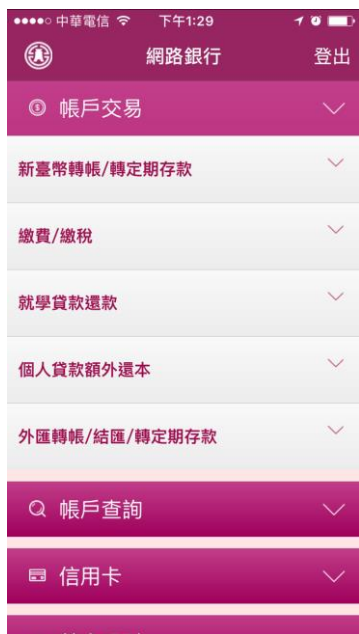 中華電信 下午1:29
網路銀行 登出
帳戶交易
新臺幣轉帳/轉定期存款
繳費/繳稅
就學貸款還款
個人貸款額外還本
外匯轉帳/結匯/轉定期存款
帳戶查詢
信用卡